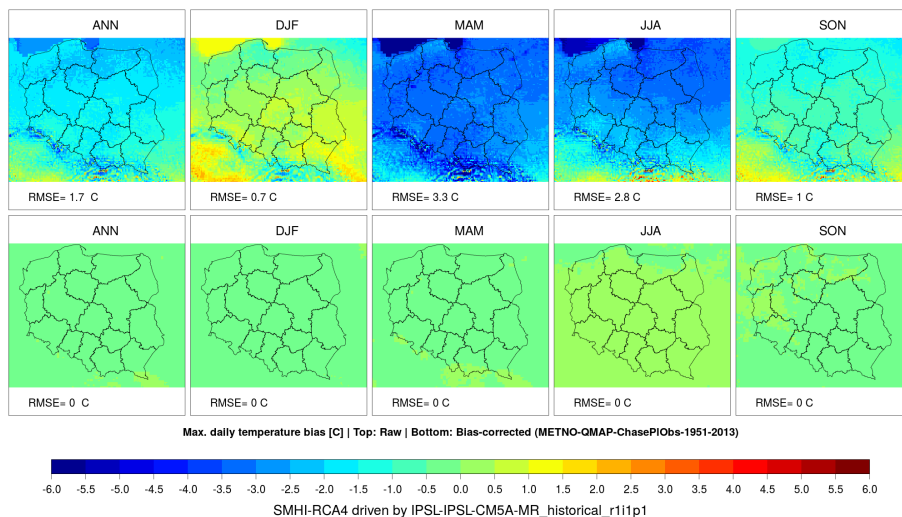 ANN DJF MAM JJA SON
RMSE= 1.7 C RMSE= 0.7 C RMSE= 3.3 C RMSE= 2.8 C RMSE= 1 C
ANN DJF MAM JJA SON
RMSE= 0 C RMSE= 0 C RMSE= 0 C RMSE= 0 C RMSE= 0 C
Max. daily temperature bias [C] | Top: Raw | Bottom: Bias-corrected (METNO-QMAP-ChasePlObs-1951-2013)
-6.0 -5.5 -5.0 -4.5 -4.0 -3.5 -3.0 -2.5 -2.0 -1.5 -1.0 -0.5 0.0 0.5 1.0 1.5 2.0 2.5 3.0 3.5 4.0 4.5 5.0 5.5 6.0
SMHI-RCA4 driven by IPSL-IPSL-CM5A-MR_historical_r1i1p1